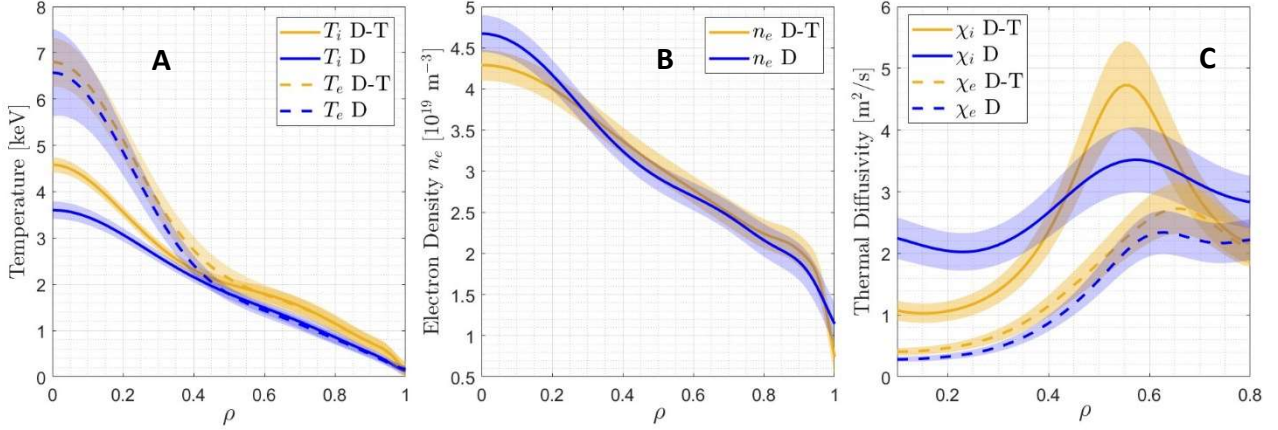 A
Temperature [keV]
8
7
6
5
4
3
2
1
0
0
0.2
0.4
0.6
0.8
1
ρ
T_i D-T
T_i D
T_e D-T
T_e D
B
Electron Density n_e [10^19 m^−3]
5
4.5
4
3.5
3
2.5
2
1.5
1
0.5
0
0.2
0.4
0.6
0.8
1
ρ
n_e D-T
n_e D
C
Thermal Diffusivity [m^2/s]
6
5
4
3
2
1
0
0.2
0.4
0.6
0.8
ρ
χ_i D-T
χ_i D
χ_e D-T
χ_e D